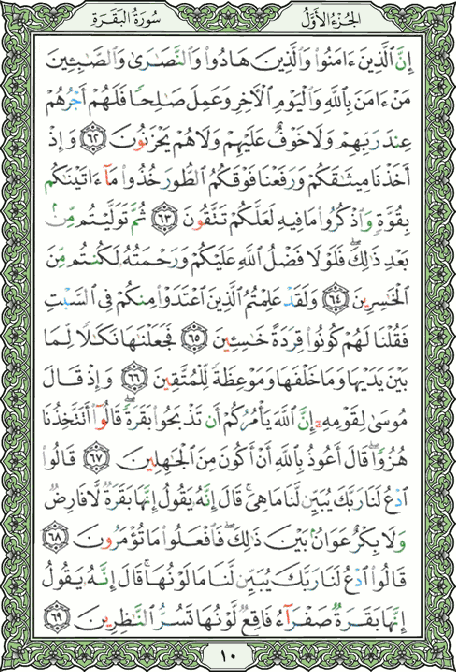 الجُزْءُ الأَوَّلُ سُورَةُ البَقَرَةِ
إِنَّ ٱلَّذِينَ ءَامَنُوا۟ وَٱلَّذِينَ هَادُوا۟ وَٱلنَّصَٰرَىٰ وَٱلصَّٰبِـِٔينَ
مَنْ ءَامَنَ بِٱللَّهِ وَٱلْيَوْمِ ٱلْءَاخِرِ وَعَمِلَ صَٰلِحًا فَلَهُمْ أَجْرُهُمْ
عِندَ رَبِّهِمْ وَلَا خَوْفٌ عَلَيْهِمْ وَلَا هُمْ يَحْزَنُونَ ٦٢ وَإِذْ
أَخَذْنَا مِيثَٰقَكُمْ وَرَفَعْنَا فَوْقَكُمُ ٱلطُّورَ خُذُوا۟ مَآ ءَاتَيْنَٰكُم
بِقُوَّةٍ وَٱذْكُرُوا۟ مَا فِيهِ لَعَلَّكُمْ تَتَّقُونَ ٦٣ ثُمَّ تَوَلَّيْتُم مِّنۢ
بَعْدِ ذَٰلِكَ ۖ فَلَوْلَا فَضْلُ ٱللَّهِ عَلَيْكُمْ وَرَحْمَتُهُۥ لَكُنتُم مِّنَ
ٱلْخَٰسِرِينَ ٦٤ وَلَقَدْ عَلِمْتُمُ ٱلَّذِينَ ٱعْتَدَوْا۟ مِنكُمْ فِى ٱلسَّبْتِ
فَقُلْنَا لَهُمْ كُونُوا۟ قِرَدَةً خَٰسِـِٔينَ ٦٥ فَجَعَلْنَٰهَا نَكَٰلًا لِّمَا
بَيْنَ يَدَيْهَا وَمَا خَلْفَهَا وَمَوْعِظَةً لِّلْمُتَّقِينَ ٦٦ وَإِذْ قَالَ
مُوسَىٰ لِقَوْمِهِۦٓ إِنَّ ٱللَّهَ يَأْمُرُكُمْ أَن تَذْبَحُوا۟ بَقَرَةً ۖ قَالُوٓا۟ أَتَتَّخِذُنَا
هُزُوًا ۖ قَالَ أَعُوذُ بِٱللَّهِ أَنْ أَكُونَ مِنَ ٱلْجَٰهِلِينَ ٦٧ قَالُوا۟
ٱدْعُ لَنَا رَبَّكَ يُبَيِّن لَّنَا مَا هِىَ ۚ قَالَ إِنَّهُۥ يَقُولُ إِنَّهَا بَقَرَةٌ لَّا فَارِضٌ
وَلَا بِكْرٌ عَوَانٌۢ بَيْنَ ذَٰلِكَ ۖ فَٱفْعَلُوا۟ مَا تُؤْمَرُونَ ٦٨
قَالُوا۟ ٱدْعُ لَنَا رَبَّكَ يُبَيِّن لَّنَا مَا لَوْنُهَا ۚ قَالَ إِنَّهُۥ يَقُولُ
إِنَّهَا بَقَرَةٌ صَفْرَآءُ فَاقِعٌ لَّوْنُهَا تَسُرُّ ٱلنَّٰظِرِينَ ٦٩
١٠